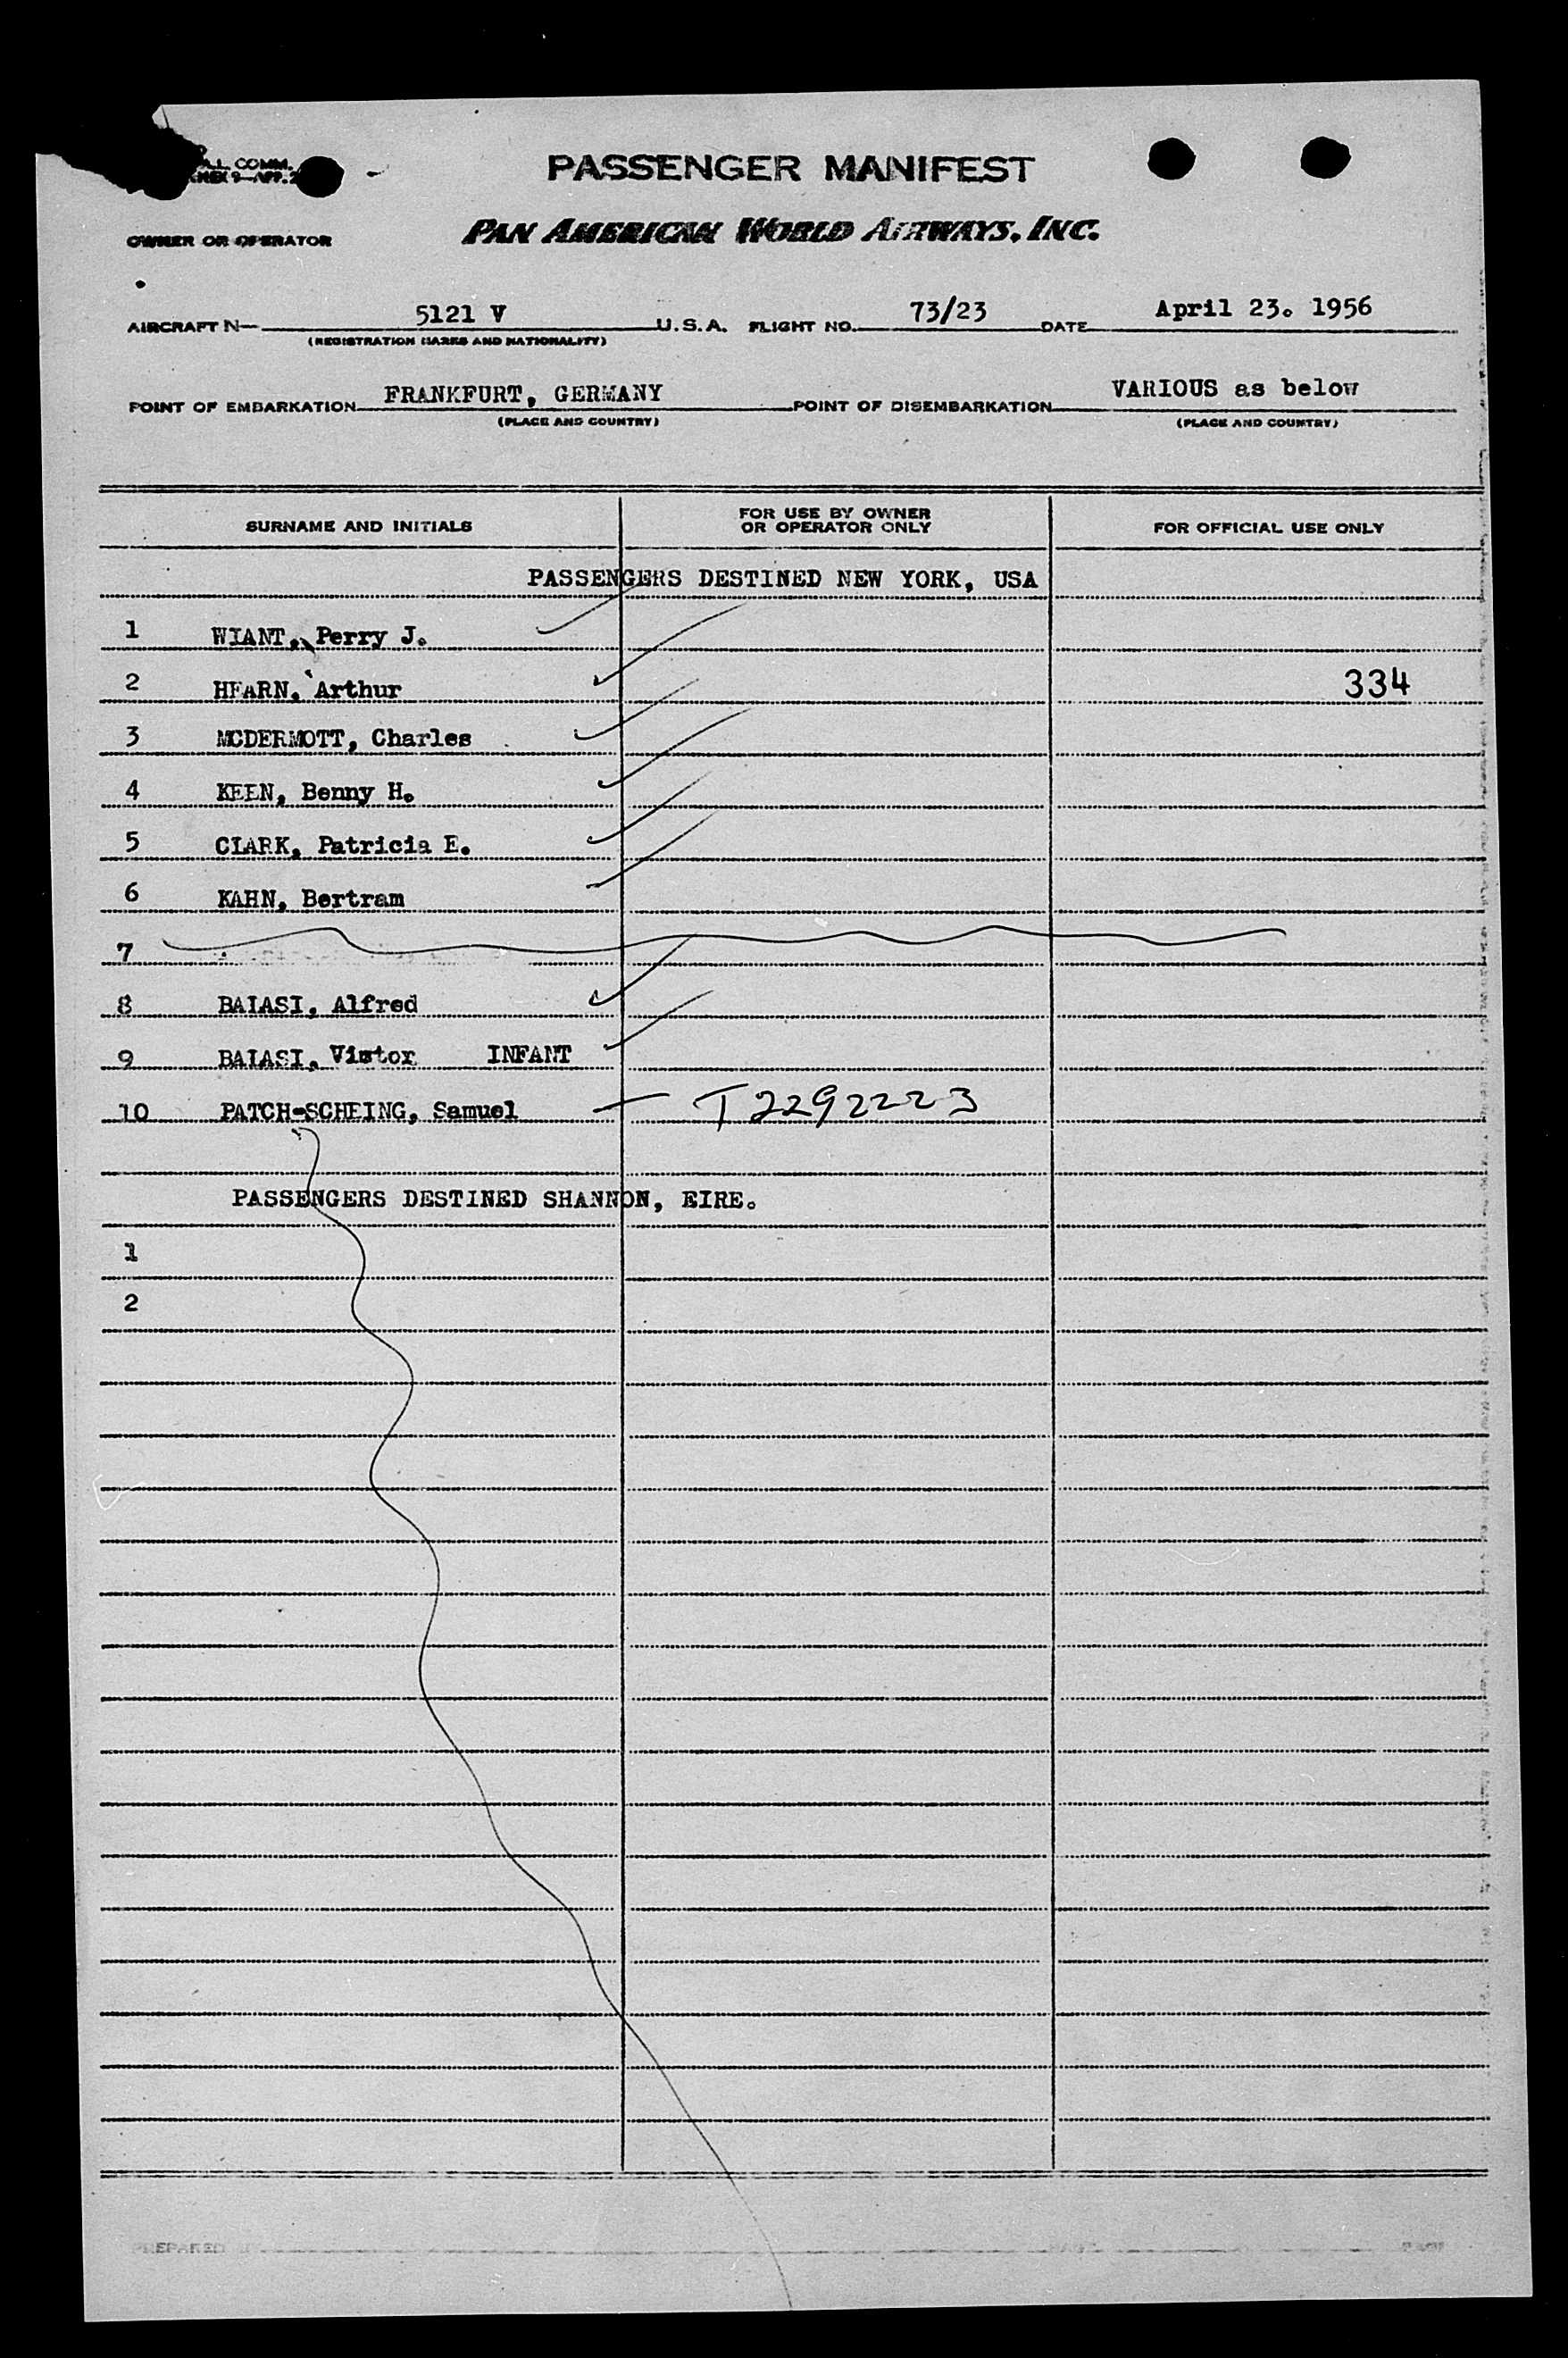 A.L. COMM.
PASSENGER MANIFEST
OWNER OR OPERATOR
PAN AMERICAN WORLD AIRWAYS, INC.
AIRCRAFT N— 5121 V U.S.A. FLIGHT NO. 73/23 DATE April 23. 1956
(REGISTRATION MARKS AND NATIONALITY)
POINT OF EMBARKATION FRANKFURT, GERMANY POINT OF DISEMBARKATION VARIOUS as below
(PLACE AND COUNTRY) (PLACE AND COUNTRY)
SURNAME AND INITIALS FOR USE BY OWNER OR OPERATOR ONLY FOR OFFICIAL USE ONLY
PASSENGERS DESTINED NEW YORK, USA
1 WIANT, Perry J.
2 HEARN, Arthur 334
3 MCDERMOTT, Charles
4 KEEN, Benny H.
5 CLARK, Patricia E.
6 KAHN, Bertram
7
8 BALASI, Alfred
9 BALASI, Victor INFANT
10 PATCH-SCHEING, Samuel T2292223
PASSENGERS DESTINED SHANNON, EIRE.
1
2
PREPARED